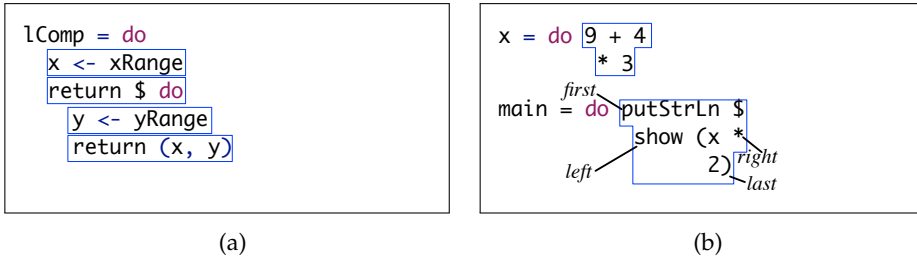 lComp = do
x <- xRange
return $ do
y <- yRange
return (x, y)
(a)
x = do 9 + 4
* 3
first
main = do putStrLn $
show (x *
right
left
2)
last
(b)